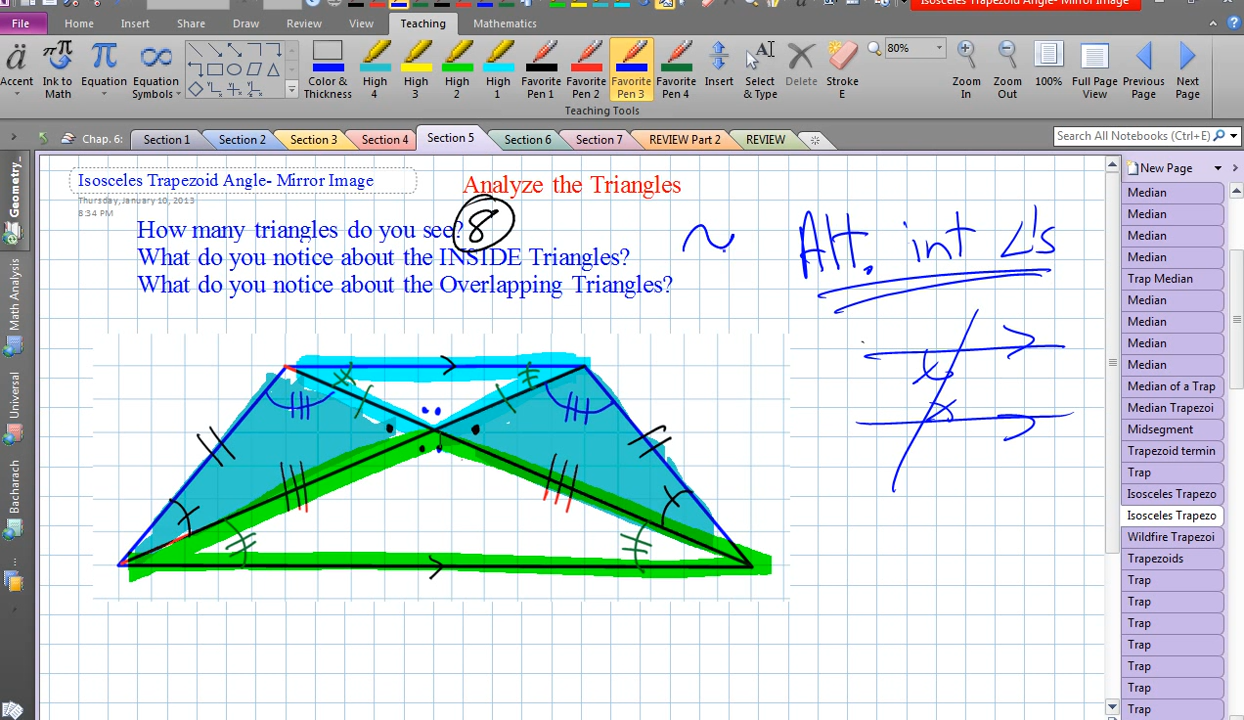 Isosceles Trapezoid Angle- Mirror Image
File Home Insert Share Draw Review View Teaching Mathematics
ä Accent
ππ Ink to Math
π Equation
∞ Equation Symbols
Color & Thickness
High 4
High 3
High 2
High 1
Favorite Pen 1
Favorite Pen 2
Favorite Pen 3
Favorite Pen 4
Insert
Select & Type
Delete
Stroke E
80%
Zoom In
Zoom Out
100%
Full Page View
Previous Page
Next Page
Teaching Tools
Chap. 6: Section 1 Section 2 Section 3 Section 4 Section 5 Section 6 Section 7 REVIEW Part 2 REVIEW
Search All Notebooks (Ctrl+E)
Geometry_
Math Analysis
Universal
Bacharach
...
Isosceles Trapezoid Angle- Mirror Image
Thursday, January 10, 2013
8:34 PM
Analyze the Triangles
How many triangles do you see? 8
What do you notice about the INSIDE Triangles? ~
What do you notice about the Overlapping Triangles?
Alt. int ∠'s
New Page
Median
Median
Median
Median
Trap Median
Median
Median
Median
Median
Median of a Trap
Median Trapezoi
Midsegment
Trapezoid termin
Trap
Isosceles Trapezo
Isosceles Trapezo
Wildfire Trapezoi
Trapezoids
Trap
Trap
Trap
Trap
Trap
Trap
Trap